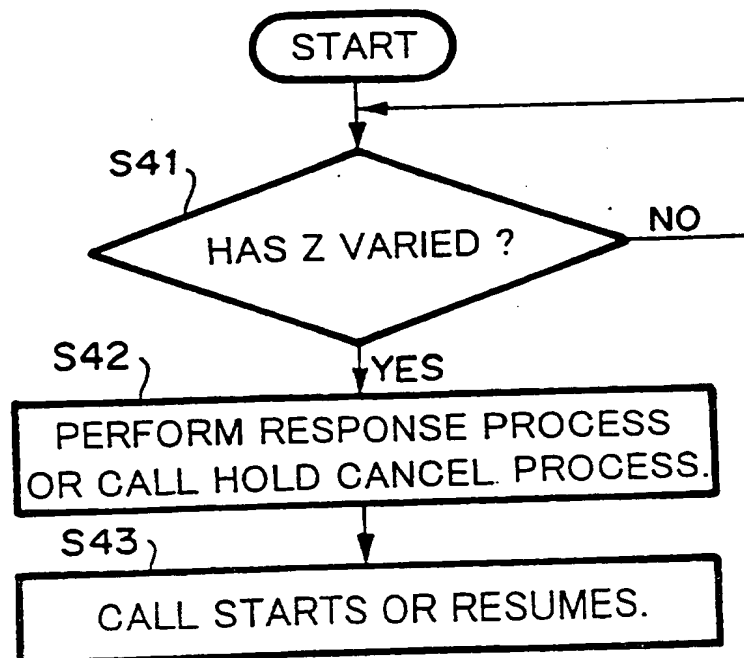 START
S41
HAS Z VARIED ?
NO
YES
S42
PERFORM RESPONSE PROCESS
OR CALL HOLD CANCEL PROCESS.
S43
CALL STARTS OR RESUMES.